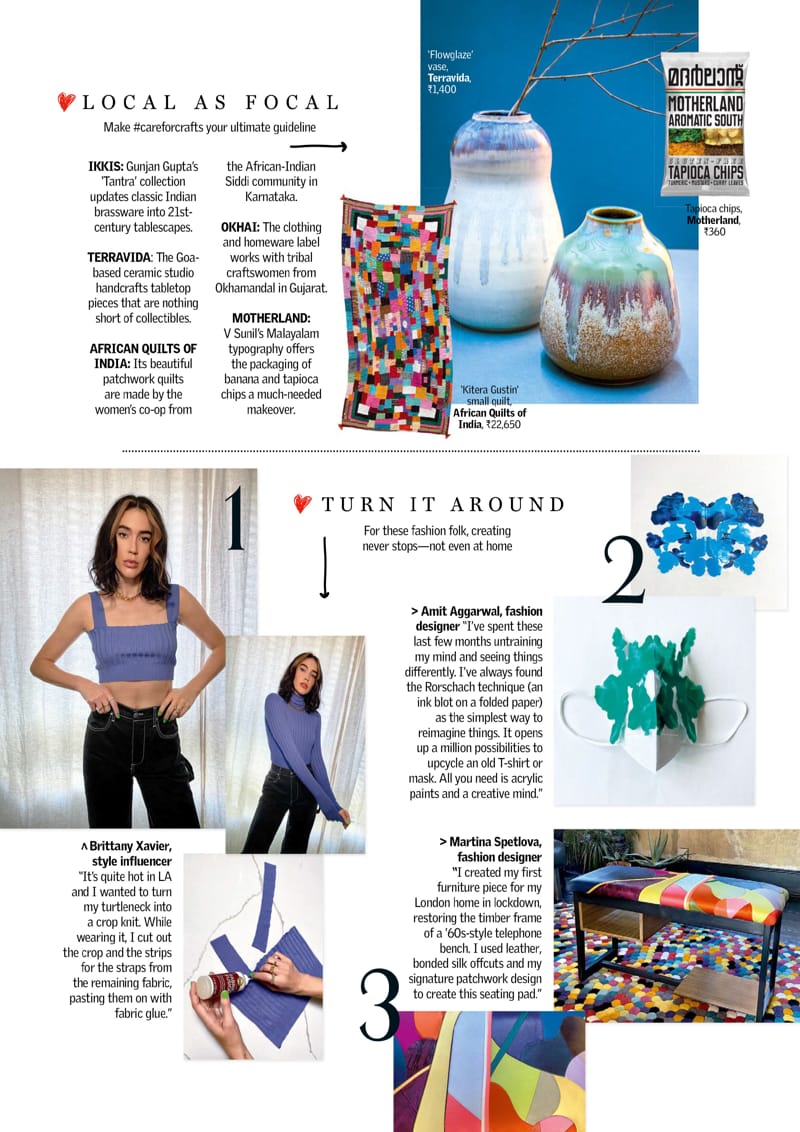 LOCAL AS FOCAL
Make #careforcrafts your ultimate guideline
IKKIS: Gunjan Gupta's
'Tantra' collection
updates classic Indian
brassware into 21st-
century tablescapes.
TERRAVIDA: The Goa-
based ceramic studio
handcrafts tabletop
pieces that are nothing
short of collectibles.
AFRICAN QUILTS OF
INDIA: Its beautiful
patchwork quilts
are made by the
women's co-op from
the African-Indian
Siddi community in
Karnataka.
OKHAI: The clothing
and homeware label
works with tribal
craftswomen from
Okhamandal in Gujarat.
MOTHERLAND:
V Sunil's Malayalam
typography offers
the packaging of
banana and tapioca
chips a much-needed
makeover.
'Flowglaze'
vase,
Terravida,
₹1,400
മദർലാന്റ്
MOTHERLAND
AROMATIC SOUTH
GLUTEN-FREE
TAPIOCA CHIPS
TURMERIC • MUSTARD • CURRY LEAVES
Tapioca chips,
Motherland,
₹360
'Kitera Gustin'
small quilt,
African Quilts of
India, ₹22,650
1
TURN IT AROUND
For these fashion folk, creating
never stops—not even at home
2
> Amit Aggarwal, fashion
designer "I've spent these
last few months untraining
my mind and seeing things
differently. I've always found
the Rorschach technique (an
ink blot on a folded paper)
as the simplest way to
reimagine things. It opens
up a million possibilities to
upcycle an old T-shirt or
mask. All you need is acrylic
paints and a creative mind."
^ Brittany Xavier,
style influencer
"It's quite hot in LA
and I wanted to turn
my turtleneck into
a crop knit. While
wearing it, I cut out
the crop and the strips
for the straps from
the remaining fabric,
pasting them on with
fabric glue."
> Martina Spetlova,
fashion designer
"I created my first
furniture piece for my
London home in lockdown,
restoring the timber frame
of a '60s-style telephone
bench. I used leather,
bonded silk offcuts and my
signature patchwork design
to create this seating pad."
3